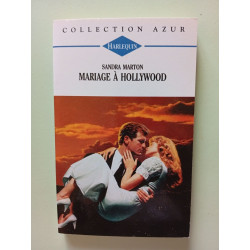 COLLECTION AZUR
HARLEQUIN
SANDRA MARTON
MARIAGE À HOLLYWOOD